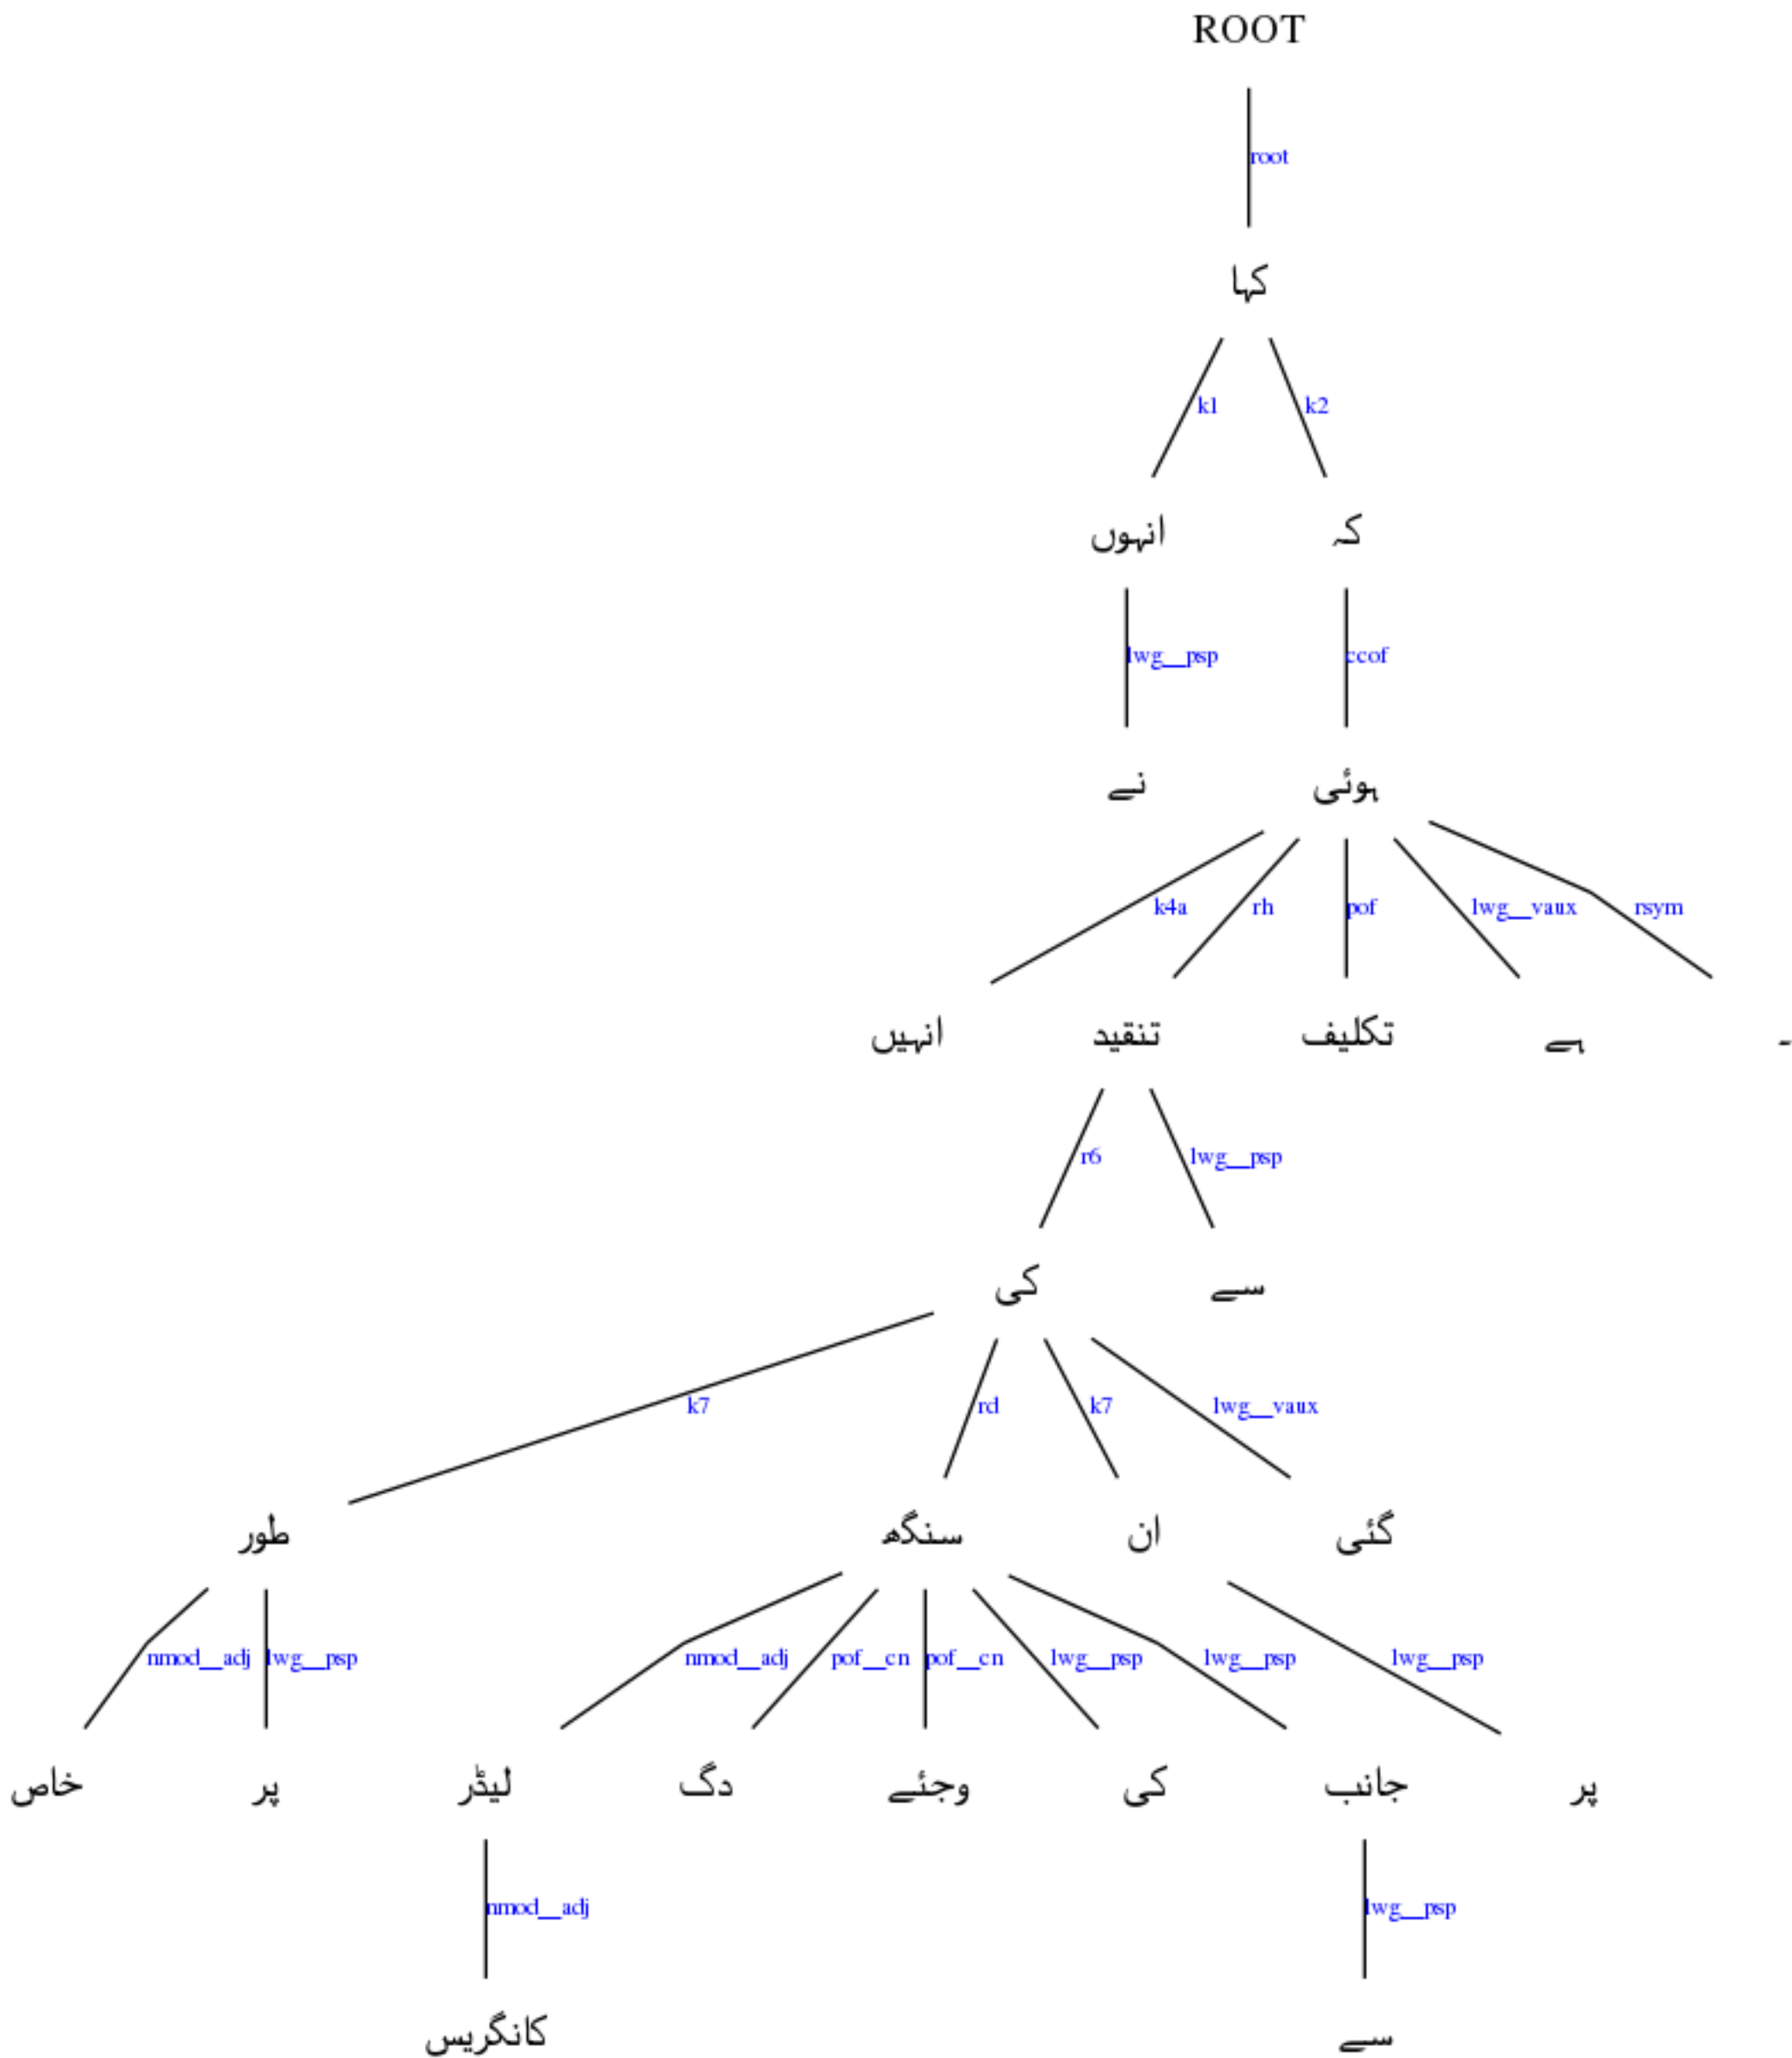 ROOT
root
کہا
k1 k2
انہوں کہ
lwg__psp ccof
نے ہوئی
k4a rh pof lwg__vaux rsym
انہیں تنقید تکلیف ہے ۔
r6 lwg__psp
کی سے
k7 rd k7 lwg__vaux
طور سنگھ ان گئی
nmod__adj lwg__psp nmod__adj pof__cn pof__cn lwg__psp lwg__psp lwg__psp
خاص پر لیڈر دگ وجئے کی جانب پر
nmod__adj lwg__psp
کانگریس سے